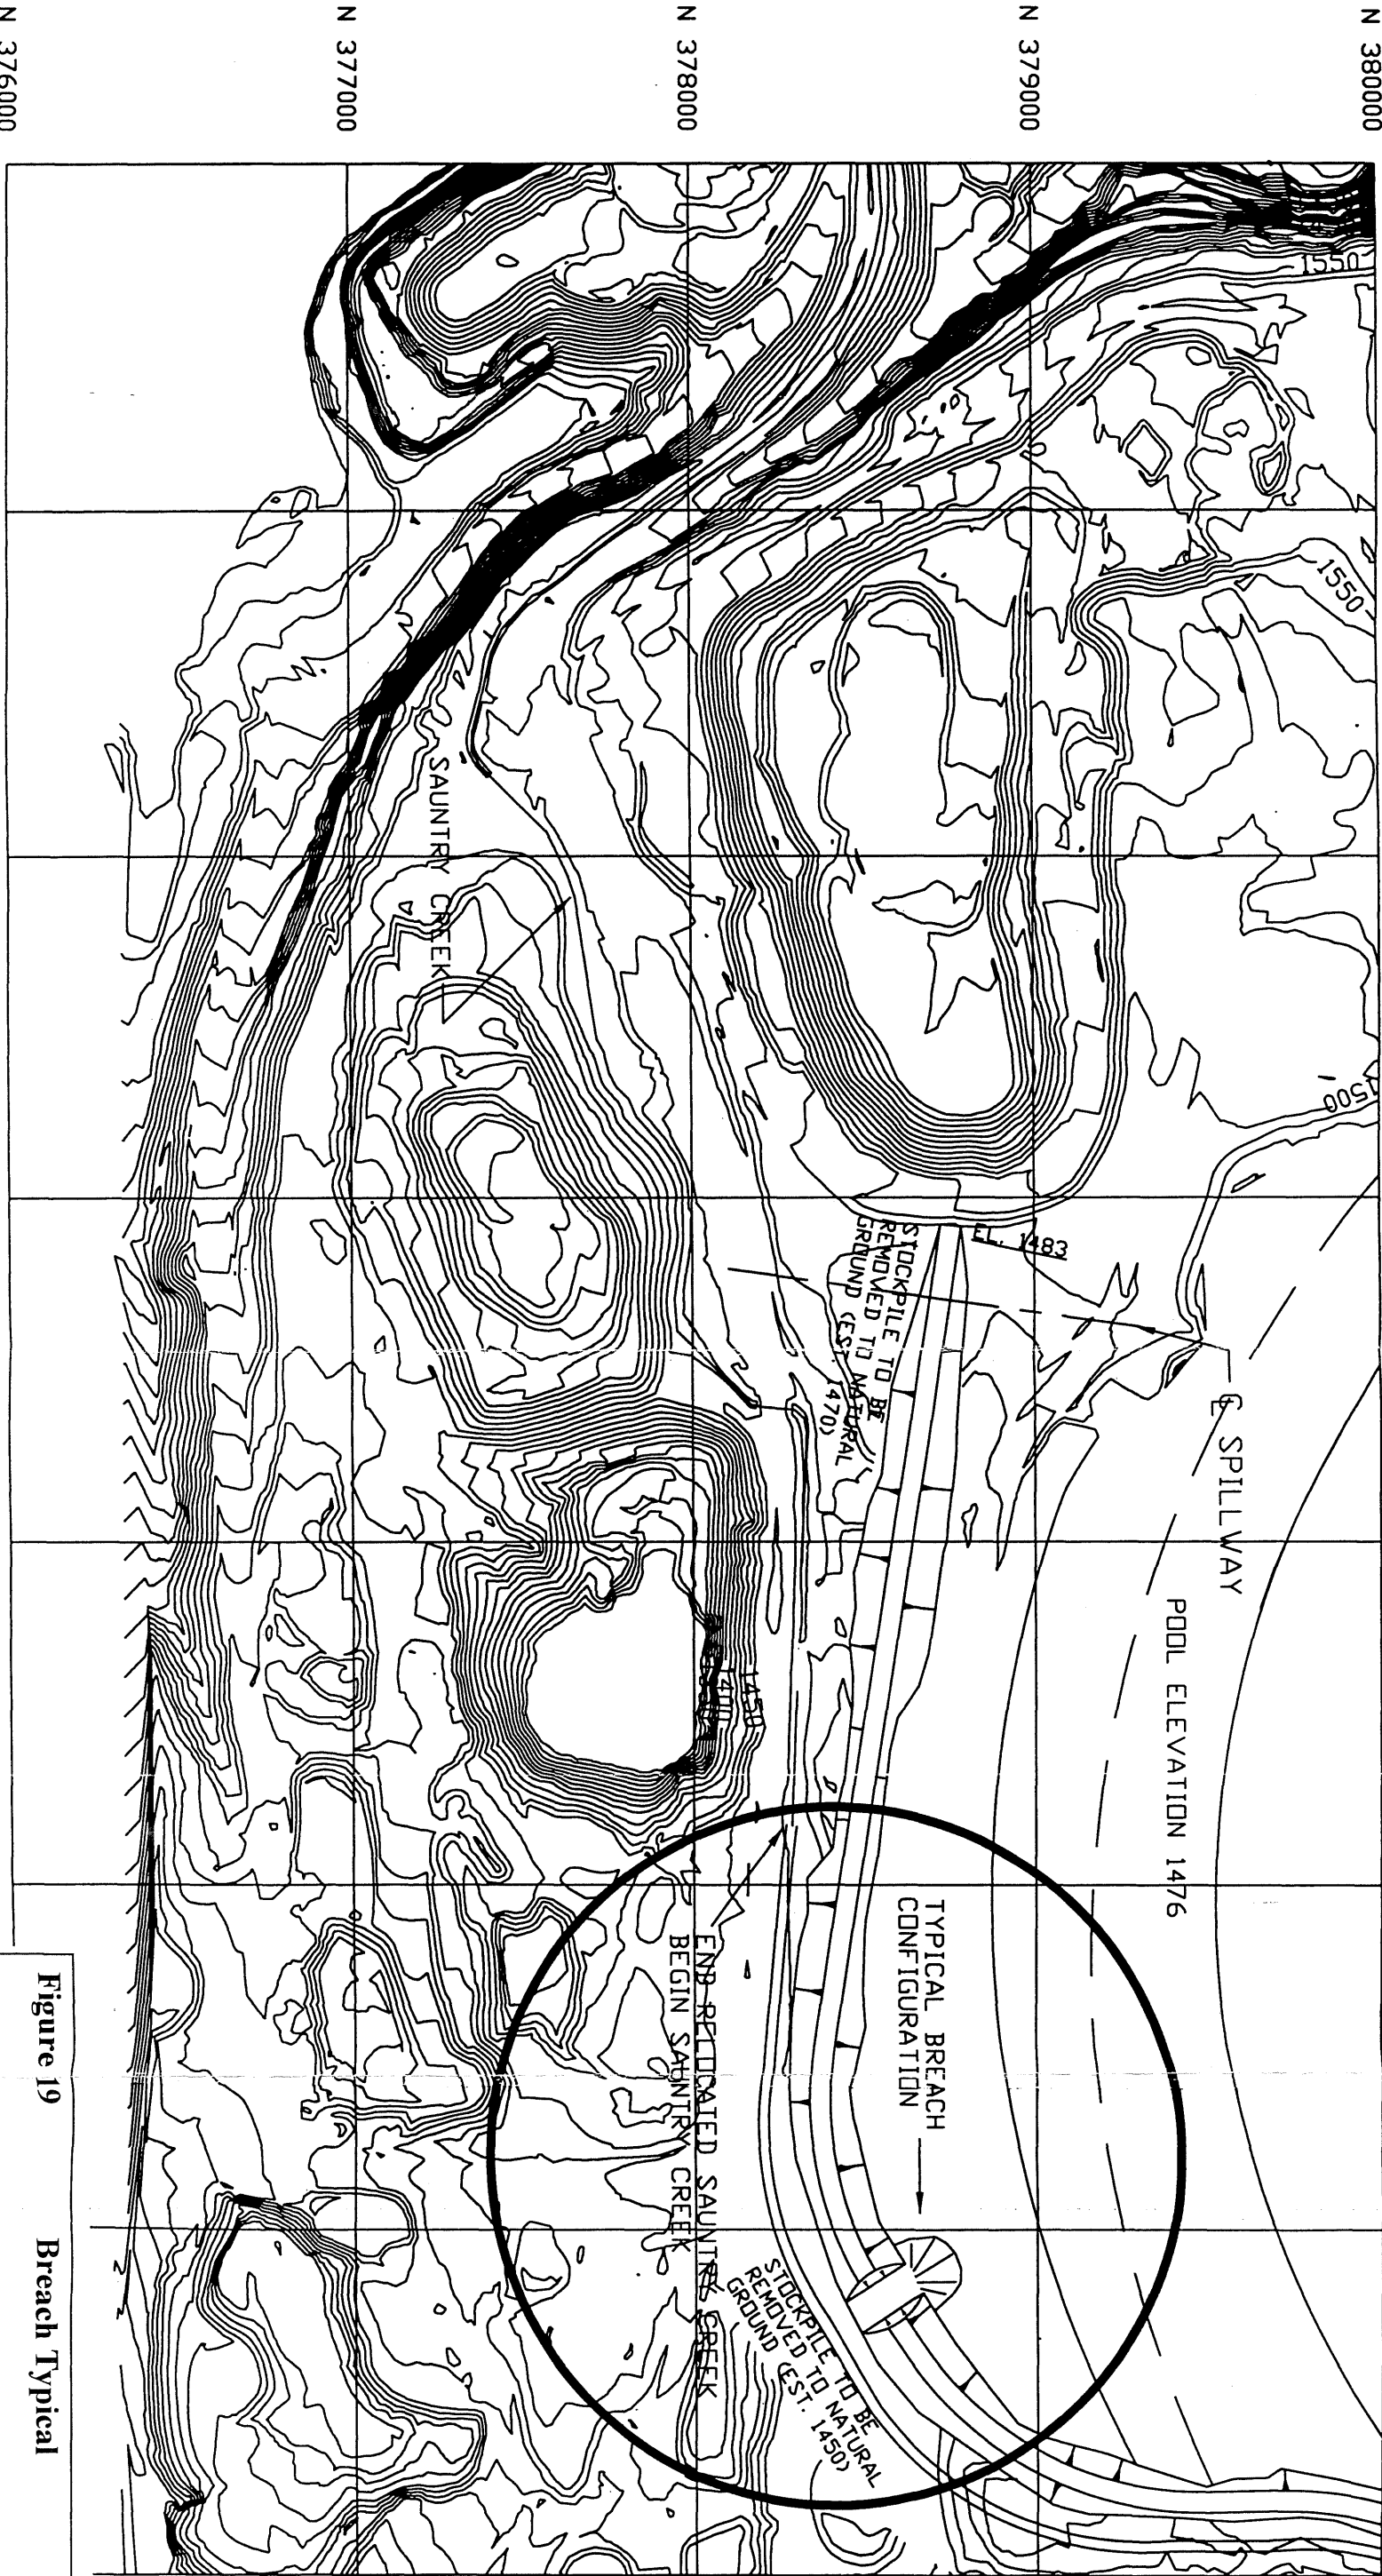 N 380000
N 379000
N 378000
N 377000
N 376000
1550
1550
1500
SAUNTRY CREEK
EL. 1483
STOCKPILE TO BE
REMOVED TO NATURAL
GROUND (EST. 1470)
℄ SPILLWAY
POOL ELEVATION 1476
1450
1400
TYPICAL BREACH
CONFIGURATION
END RELOCATED SAUNTRY CREEK
BEGIN SAUNTRY CREEK
STOCKPILE TO BE
REMOVED TO NATURAL
GROUND (EST. 1450)
Figure 19 Breach Typical